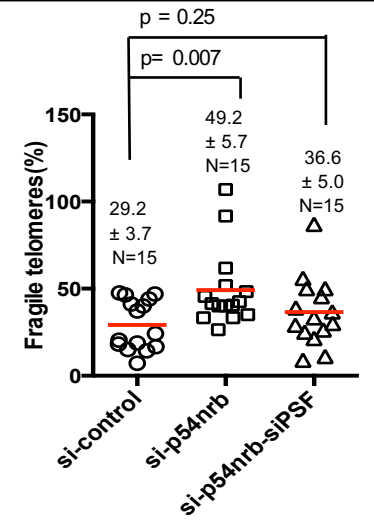 p = 0.25
p= 0.007
150
100
50
0
Fragile telomeres(%)
29.2
± 3.7
N=15
49.2
± 5.7
N=15
36.6
± 5.0
N=15
si-control
si-p54nrb
si-p54nrb-siPSF